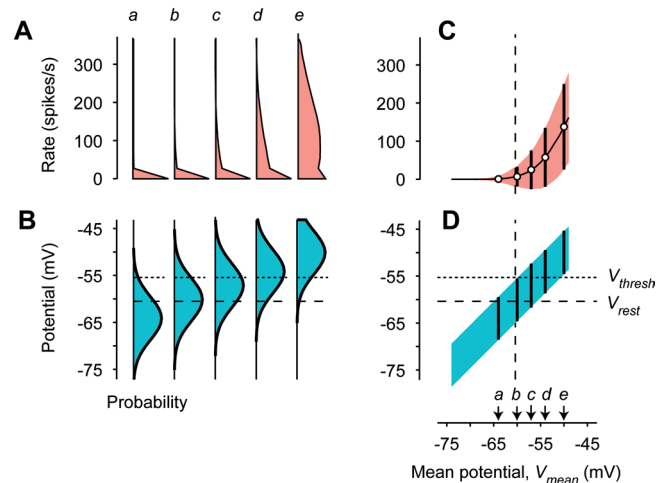 A
a b c d e
Rate (spikes/s)
300
200
100
0
C
300
200
100
0
B
Potential (mV)
-45
-55
-65
-75
Probability
D
-45
-55
-65
-75
V_thresh
V_rest
a b c d e
-75 -65 -55 -45
Mean potential, V_mean (mV)